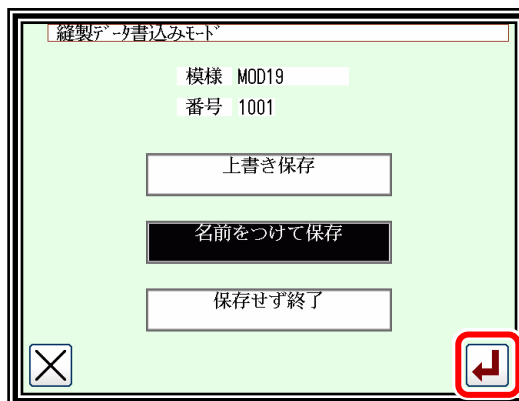 縫製ﾃﾞｰﾀ書込みﾓｰﾄﾞ
模様 MOD19
番号 1001
上書き保存
名前をつけて保存
保存せず終了